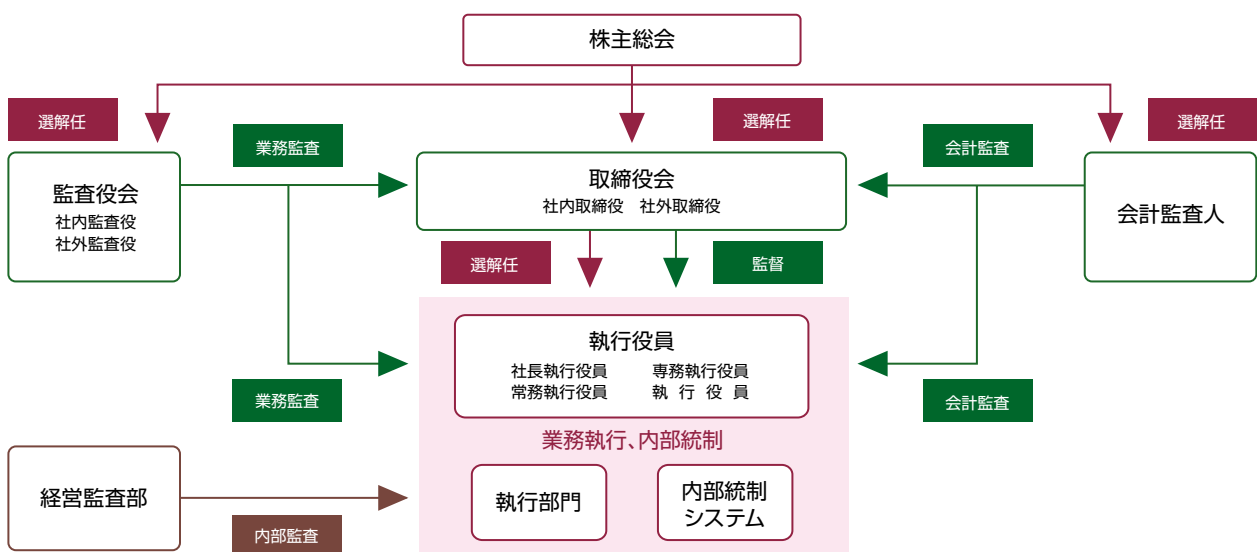 株主総会
選解任
選解任
選解任
業務監査
会計監査
監査役会
社内監査役
社外監査役
取締役会
社内取締役 社外取締役
会計監査人
選解任
監督
執行役員
社長執行役員 専務執行役員
常務執行役員 執 行 役 員
業務監査
会計監査
業務執行、内部統制
経営監査部
執行部門
内部統制
システム
内部監査